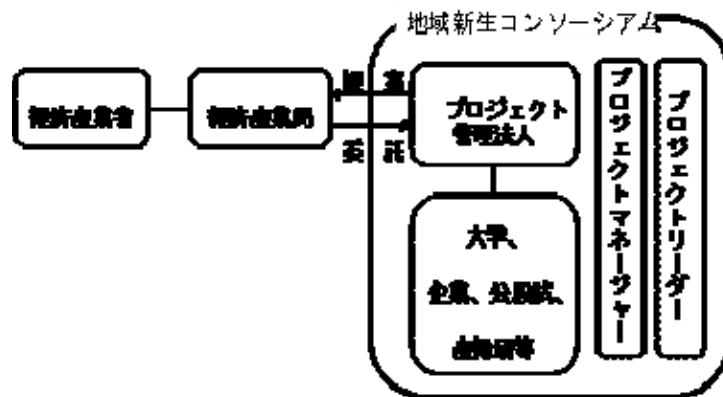 地域新生コンソーシアム
経済産業省
経済産業局
提案
委託
プロジェクト
管理法人
大学、
企業、公設試、
産総研等
プロジェクトマネージャー
プロジェクトリーダー